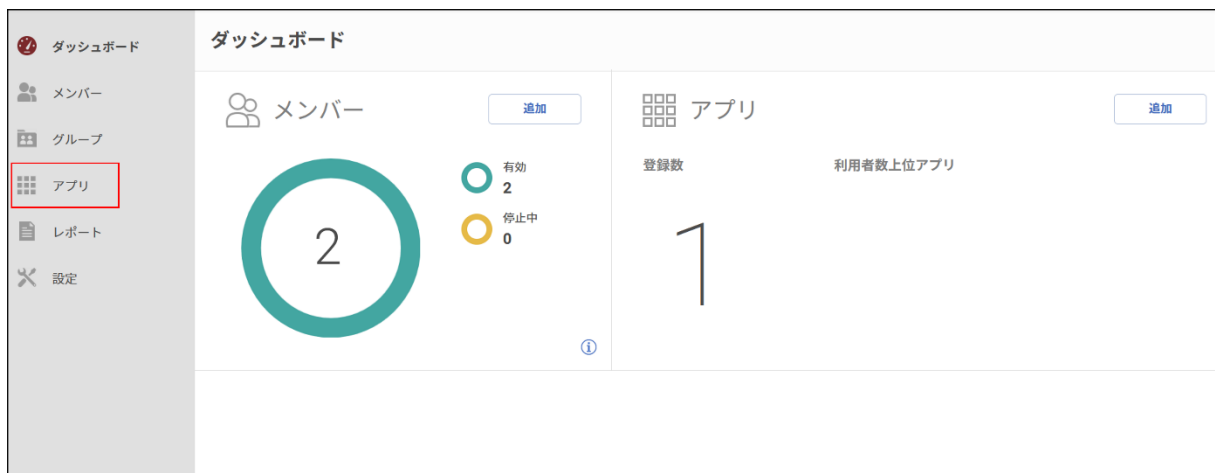 ダッシュボード
メンバー
グループ
アプリ
レポート
設定
ダッシュボード
メンバー
追加
2
有効
2
停止中
0
アプリ
追加
登録数
利用者数上位アプリ
1